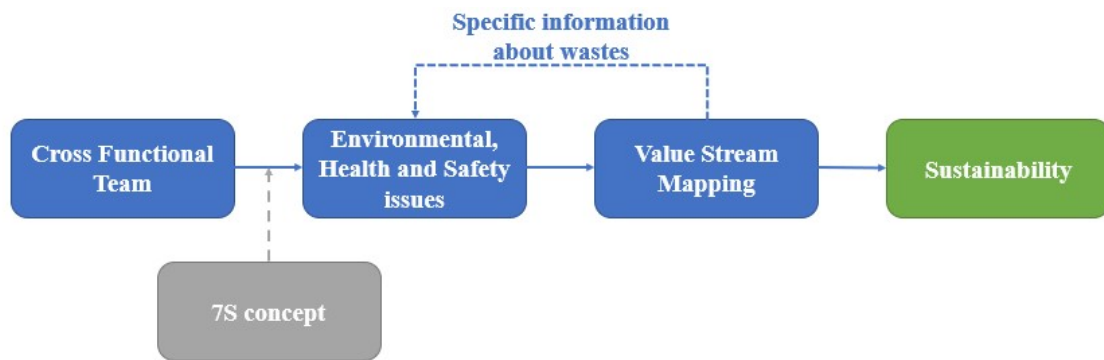 Specific information
about wastes
Cross Functional
Team
Environmental,
Health and Safety
issues
Value Stream
Mapping
Sustainability
7S concept